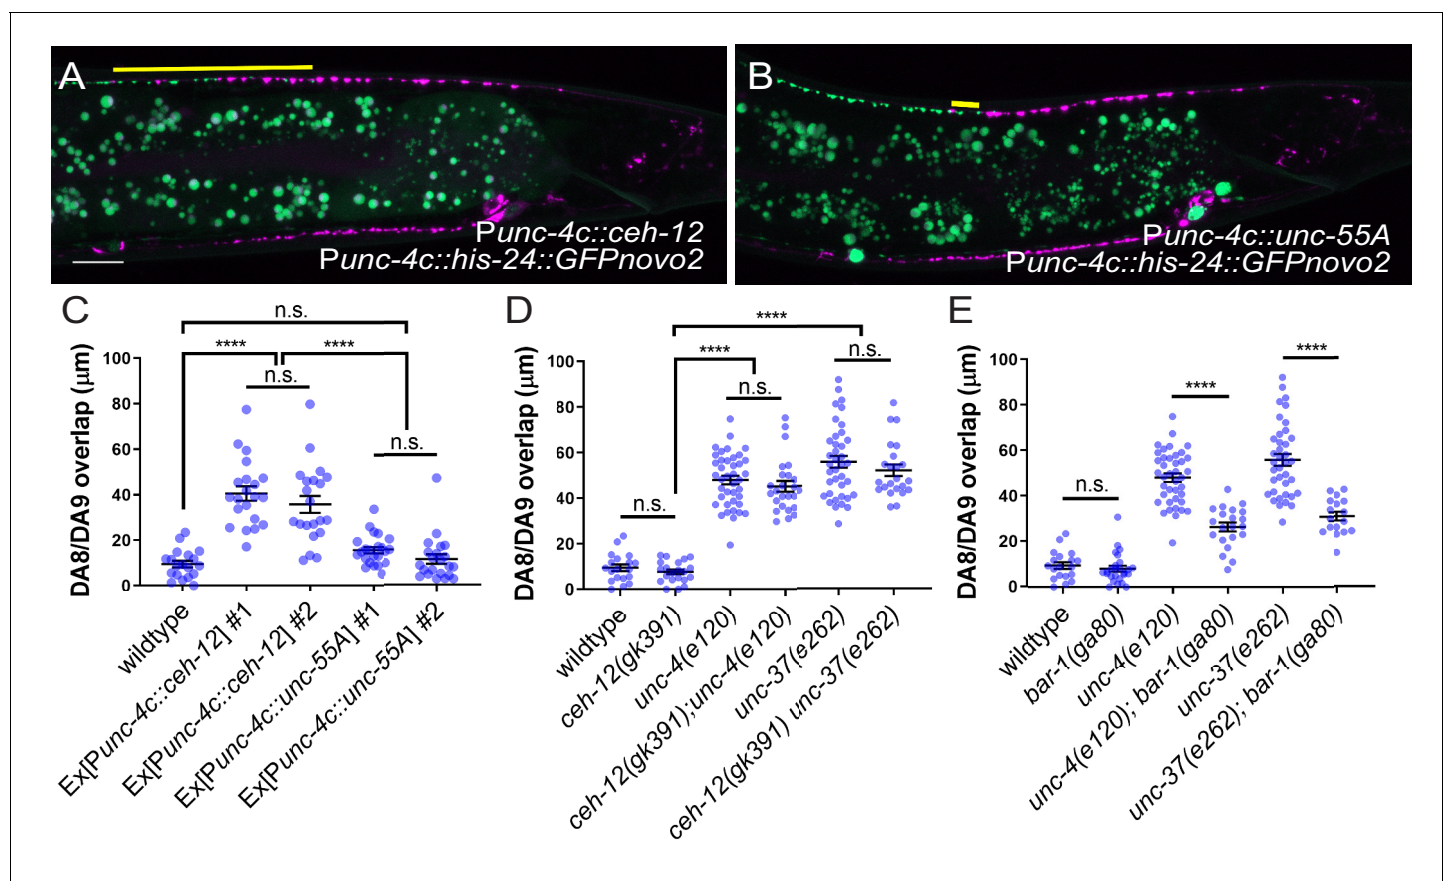 A
Punc-4c::ceh-12
Punc-4c::his-24::GFPnovo2
B
Punc-4c::unc-55A
Punc-4c::his-24::GFPnovo2
C
n.s.
****
****
n.s.
n.s.
DA8/DA9 overlap (μm)
100
80
60
40
20
0
wildtype
Ex[Punc-4c::ceh-12] #1
Ex[Punc-4c::ceh-12] #2
Ex[Punc-4c::unc-55A] #1
Ex[Punc-4c::unc-55A] #2
D
****
****
n.s.
n.s.
n.s.
DA8/DA9 overlap (μm)
100
80
60
40
20
0
wildtype
ceh-12(gk391)
unc-4(e120)
ceh-12(gk391);unc-4(e120)
unc-37(e262)
ceh-12(gk391) unc-37(e262)
E
****
****
n.s.
DA8/DA9 overlap (μm)
100
80
60
40
20
0
wildtype
bar-1(ga80)
unc-4(e120)
unc-4(e120); bar-1(ga80)
unc-37(e262)
unc-37(e262); bar-1(ga80)